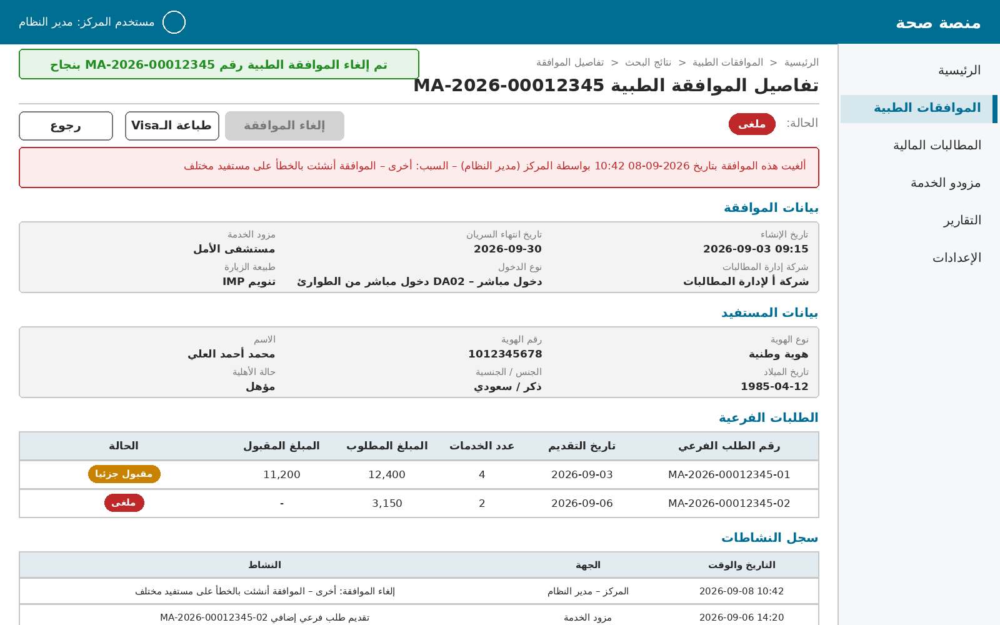 منصة صحة
مستخدم المركز: مدير النظام
الرئيسية
الموافقات الطبية
المطالبات المالية
مزودو الخدمة
التقارير
الإعدادات
الرئيسية > الموافقات الطبية > نتائج البحث > تفاصيل الموافقة
تم إلغاء الموافقة الطبية رقم MA-2026-00012345 بنجاح
تفاصيل الموافقة الطبية MA-2026-00012345
الحالة: ملغى
إلغاء الموافقة
طباعة الـVisa
رجوع
ألغيت هذه الموافقة بتاريخ 2026-09-08 10:42 بواسطة المركز (مدير النظام) – السبب: أخرى – الموافقة أنشئت بالخطأ على مستفيد مختلف
بيانات الموافقة
تاريخ الإنشاء تاريخ انتهاء السريان مزود الخدمة
2026-09-03 09:15 2026-09-30 مستشفى الأمل
شركة إدارة المطالبات نوع الدخول طبيعة الزيارة
شركة أ لإدارة المطالبات دخول مباشر – DA02 دخول مباشر من الطوارئ تنويم IMP
بيانات المستفيد
نوع الهوية رقم الهوية الاسم
هوية وطنية 1012345678 محمد أحمد العلي
تاريخ الميلاد الجنس / الجنسية حالة الأهلية
1985-04-12 ذكر / سعودي مؤهل
الطلبات الفرعية
رقم الطلب الفرعي تاريخ التقديم عدد الخدمات المبلغ المطلوب المبلغ المقبول الحالة
MA-2026-00012345-01 2026-09-03 4 12,400 11,200 مقبول جزئيا
MA-2026-00012345-02 2026-09-06 2 3,150 - ملغى
سجل النشاطات
التاريخ والوقت الجهة النشاط
2026-09-08 10:42 المركز – مدير النظام إلغاء الموافقة: أخرى – الموافقة أنشئت بالخطأ على مستفيد مختلف
2026-09-06 14:20 مزود الخدمة تقديم طلب فرعي إضافي MA-2026-00012345-02